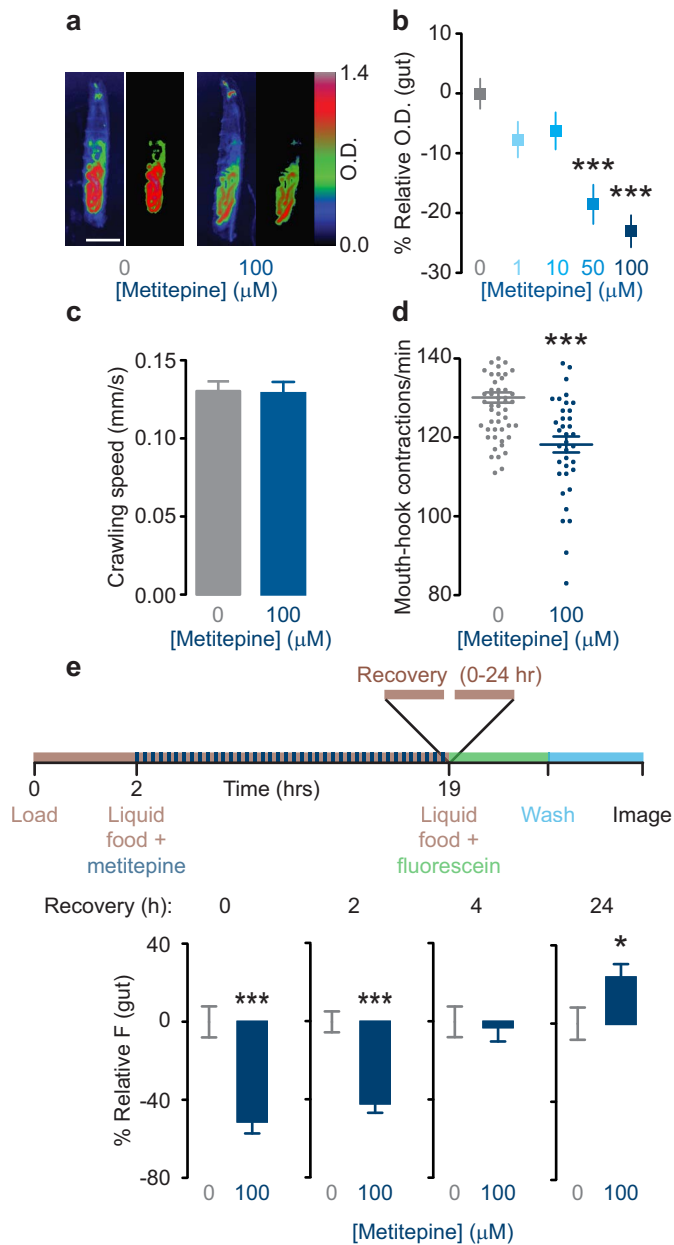 a
1.4
O.D.
0.0
0 100
[Metitepine] (μM)
b
% Relative O.D. (gut)
10
0
-10
-20
-30
***
***
0 1 10 50 100
[Metitepine] (μM)
c
Crawling speed (mm/s)
0.15
0.10
0.05
0.00
0 100
[Metitepine] (μM)
d
Mouth-hook contractions/min
140
120
100
80
***
0 100
[Metitepine] (μM)
e
Recovery (0-24 hr)
0 2 Time (hrs) 19
Load Liquid Liquid Wash Image
food + food +
metitepine fluorescein
Recovery (h): 0 2 4 24
% Relative F (gut)
40
0
-40
-80
*** *** *
0 100 0 100 0 100 0 100
[Metitepine] (μM)